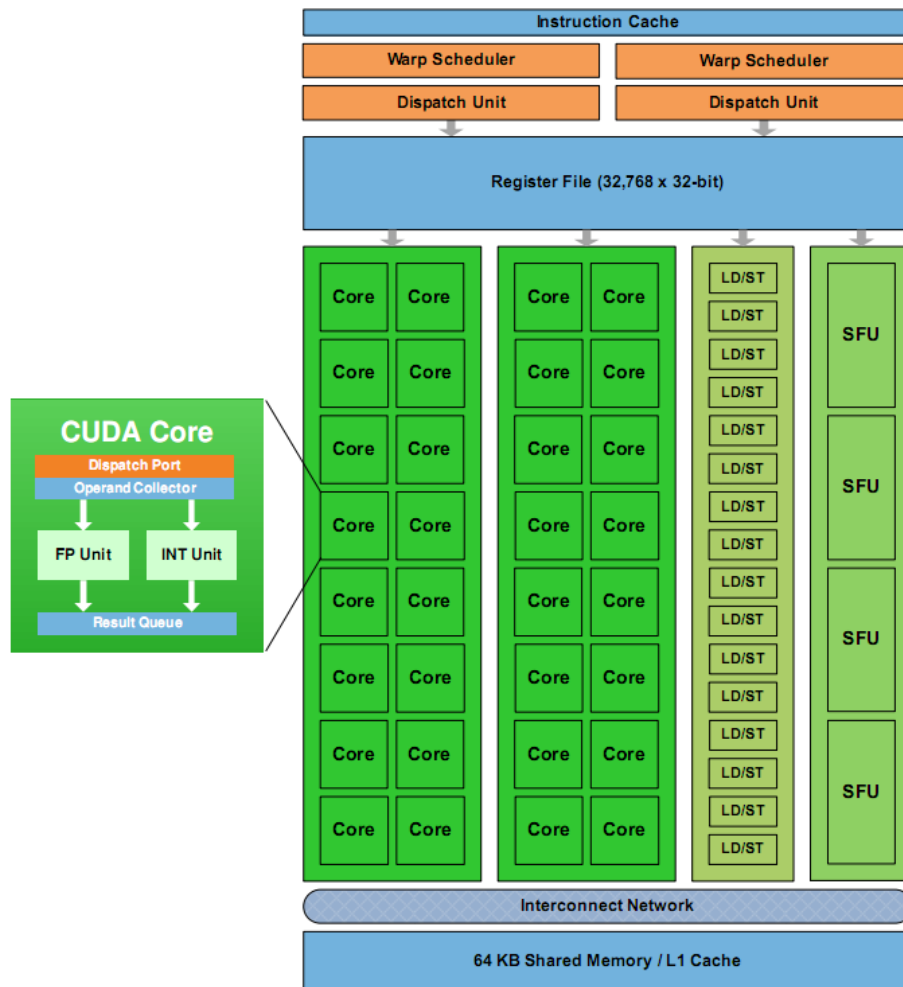 Instruction Cache
Warp Scheduler Warp Scheduler
Dispatch Unit Dispatch Unit
Register File (32,768 x 32-bit)
Core Core Core Core LD/ST SFU
LD/ST
Core Core Core Core LD/ST
LD/ST
Core Core Core Core LD/ST SFU
LD/ST
Core Core Core Core LD/ST
LD/ST
Core Core Core Core LD/ST SFU
LD/ST
Core Core Core Core LD/ST
LD/ST
Core Core Core Core LD/ST SFU
LD/ST
Core Core Core Core LD/ST
LD/ST
CUDA Core
Dispatch Port
Operand Collector
FP Unit INT Unit
Result Queue
Interconnect Network
64 KB Shared Memory / L1 Cache